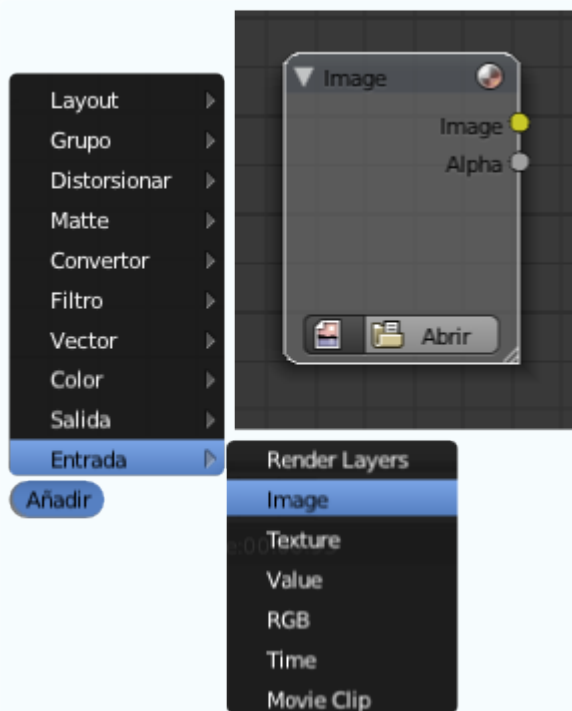 Image
Image
Alpha
Abrir
Layout
Grupo
Distorsionar
Matte
Convertor
Filtro
Vector
Color
Salida
Entrada
Añadir
Render Layers
Image
Texture
Value
RGB
Time
Movie Clip